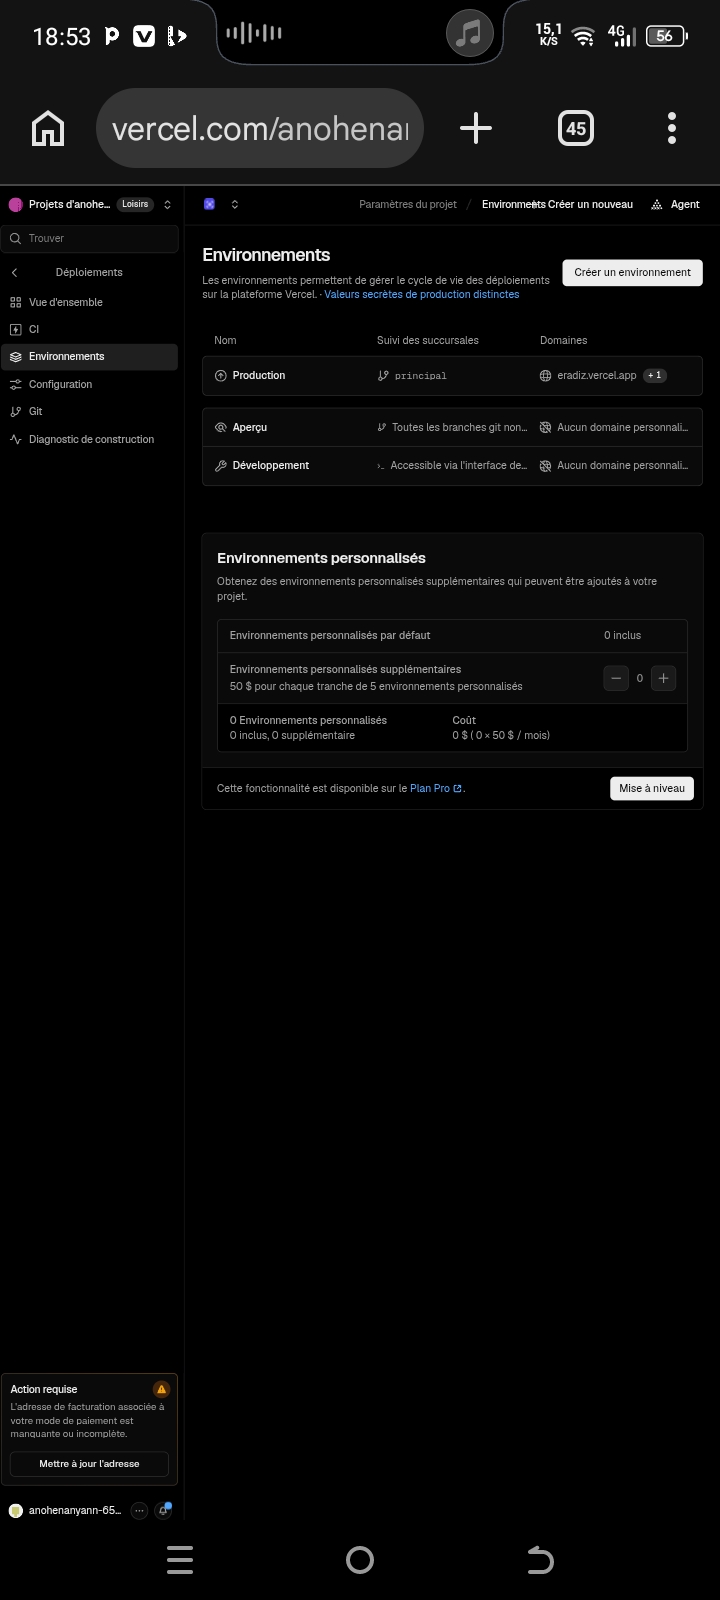 18:53
15,1
K/S
4G
56
vercel.com/anohenar
45
Projets d'anohe... Loisirs
Paramètres du projet / Environments Créer un nouveau Agent
Trouver
Déploiements
Vue d'ensemble
CI
Environnements
Configuration
Git
Diagnostic de construction
Environnements
Les environnements permettent de gérer le cycle de vie des déploiements
sur la plateforme Vercel. · Valeurs secrètes de production distinctes
Créer un environnement
Nom Suivi des succursales Domaines
Production principal eradiz.vercel.app + 1
Aperçu Toutes les branches git non... Aucun domaine personnali...
Développement Accessible via l'interface de... Aucun domaine personnali...
Environnements personnalisés
Obtenez des environnements personnalisés supplémentaires qui peuvent être ajoutés à votre
projet.
Environnements personnalisés par défaut 0 inclus
Environnements personnalisés supplémentaires
50 $ pour chaque tranche de 5 environnements personnalisés
0
0 Environnements personnalisés Coût
0 inclus, 0 supplémentaire 0 $ ( 0 × 50 $ / mois)
Cette fonctionnalité est disponible sur le Plan Pro .
Mise à niveau
Action requise
L'adresse de facturation associée à
votre mode de paiement est
manquante ou incomplète.
Mettre à jour l'adresse
anohenanyann-65...